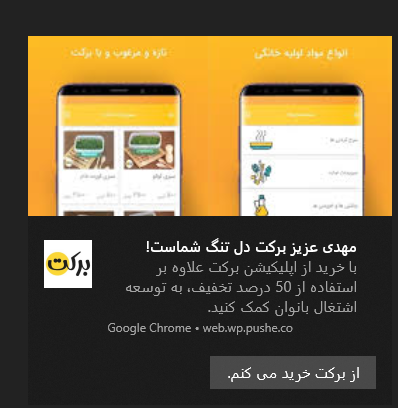 انواع مواد اولیه خانگی
تازه و مرغوب و با برکت
مهدی عزیز برکت دل تنگ شماست!
با خرید از اپلیکیشن برکت علاوه بر
استفاده از 50 درصد تخفیف، به توسعه
اشتغال بانوان کمک کنید.
برکت
Google Chrome • web.wp.pushe.co
از برکت خرید می کنم.